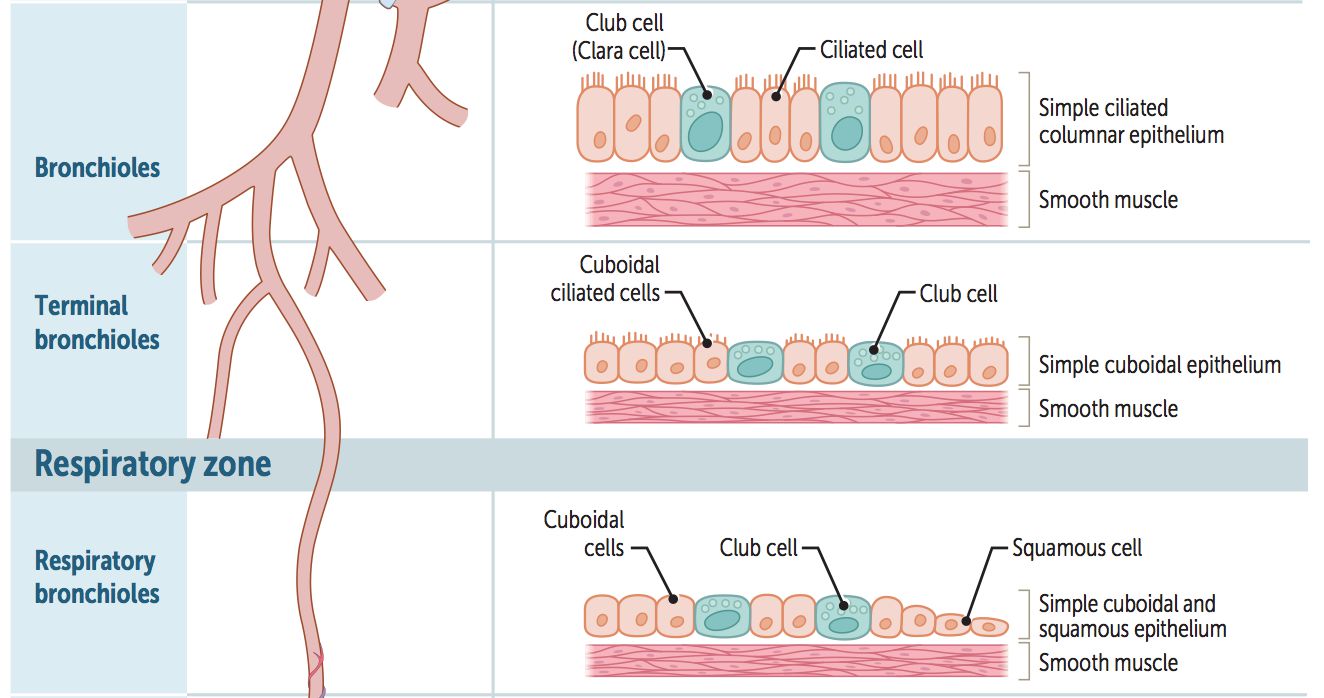 Club cell
(Clara cell)
Ciliated cell
Simple ciliated
columnar epithelium
Bronchioles
Smooth muscle
Cuboidal
ciliated cells
Club cell
Terminal
bronchioles
Simple cuboidal epithelium
Smooth muscle
Respiratory zone
Cuboidal
cells
Club cell
Squamous cell
Respiratory
bronchioles
Simple cuboidal and
squamous epithelium
Smooth muscle